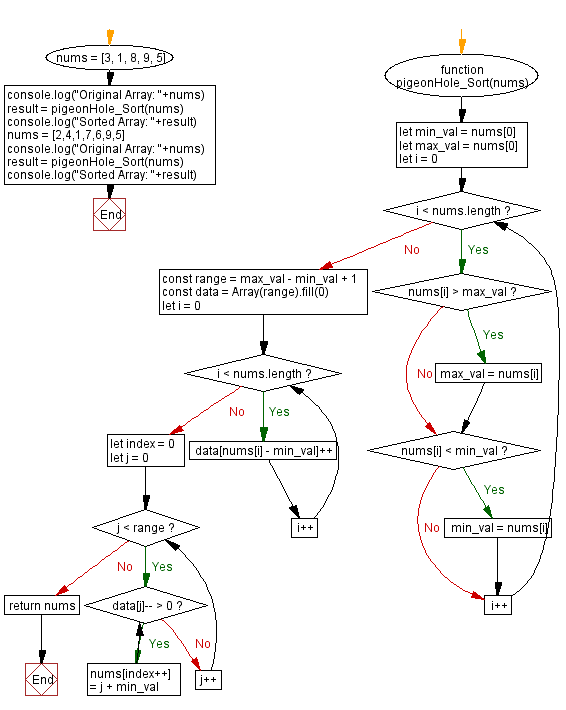 nums = [3, 1, 8, 9, 5]
console.log("Original Array: "+nums)
result = pigeonHole_Sort(nums)
console.log("Sorted Array: "+result)
nums = [2,4,1,7,6,9,5]
console.log("Original Array: "+nums)
result = pigeonHole_Sort(nums)
console.log("Sorted Array: "+result)
End
function
pigeonHole_Sort(nums)
let min_val = nums[0]
let max_val = nums[0]
let i = 0
i < nums.length ?
No
Yes
nums[i] > max_val ?
Yes
No
max_val = nums[i]
nums[i] < min_val ?
Yes
No
min_val = nums[i]
i++
const range = max_val - min_val + 1
const data = Array(range).fill(0)
let i = 0
i < nums.length ?
No
Yes
data[nums[i] - min_val]++
i++
let index = 0
let j = 0
j < range ?
No
Yes
return nums
End
data[j]-- > 0 ?
Yes
No
nums[index++]
= j + min_val
j++